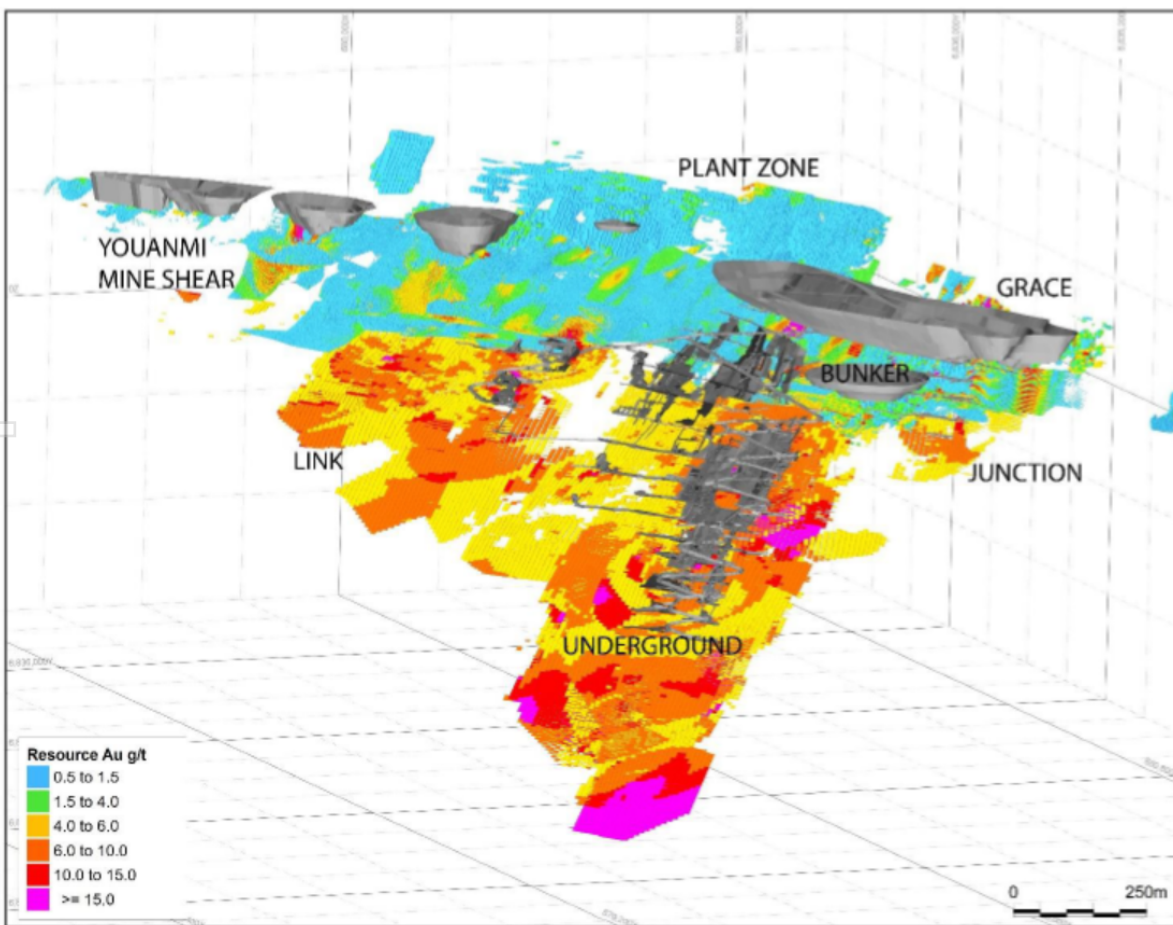 PLANT ZONE
YOUANMI
MINE SHEAR
GRACE
BUNKER
LINK
JUNCTION
UNDERGROUND
Resource Au g/t
0.5 to 1.5
1.5 to 4.0
4.0 to 6.0
6.0 to 10.0
10.0 to 15.0
>= 15.0
0 250m